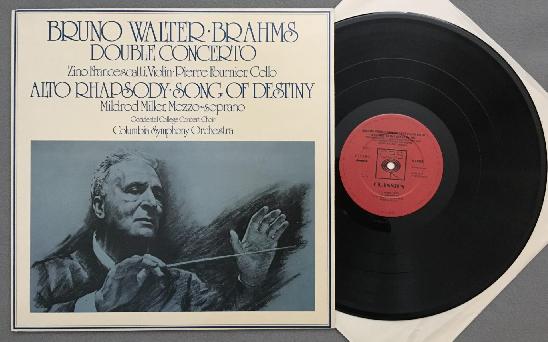 BRUNO WALTER·BRAHMS
DOUBLE CONCERTO
Zino Francescatti, Violin·Pierre Fournier, Cello
ALTO RHAPSODY·SONG OF DESTINY
Mildred Miller, Mezzo-soprano
Occidental College Concert Choir
Columbia Symphony Orchestra
CBS
CLASSICS